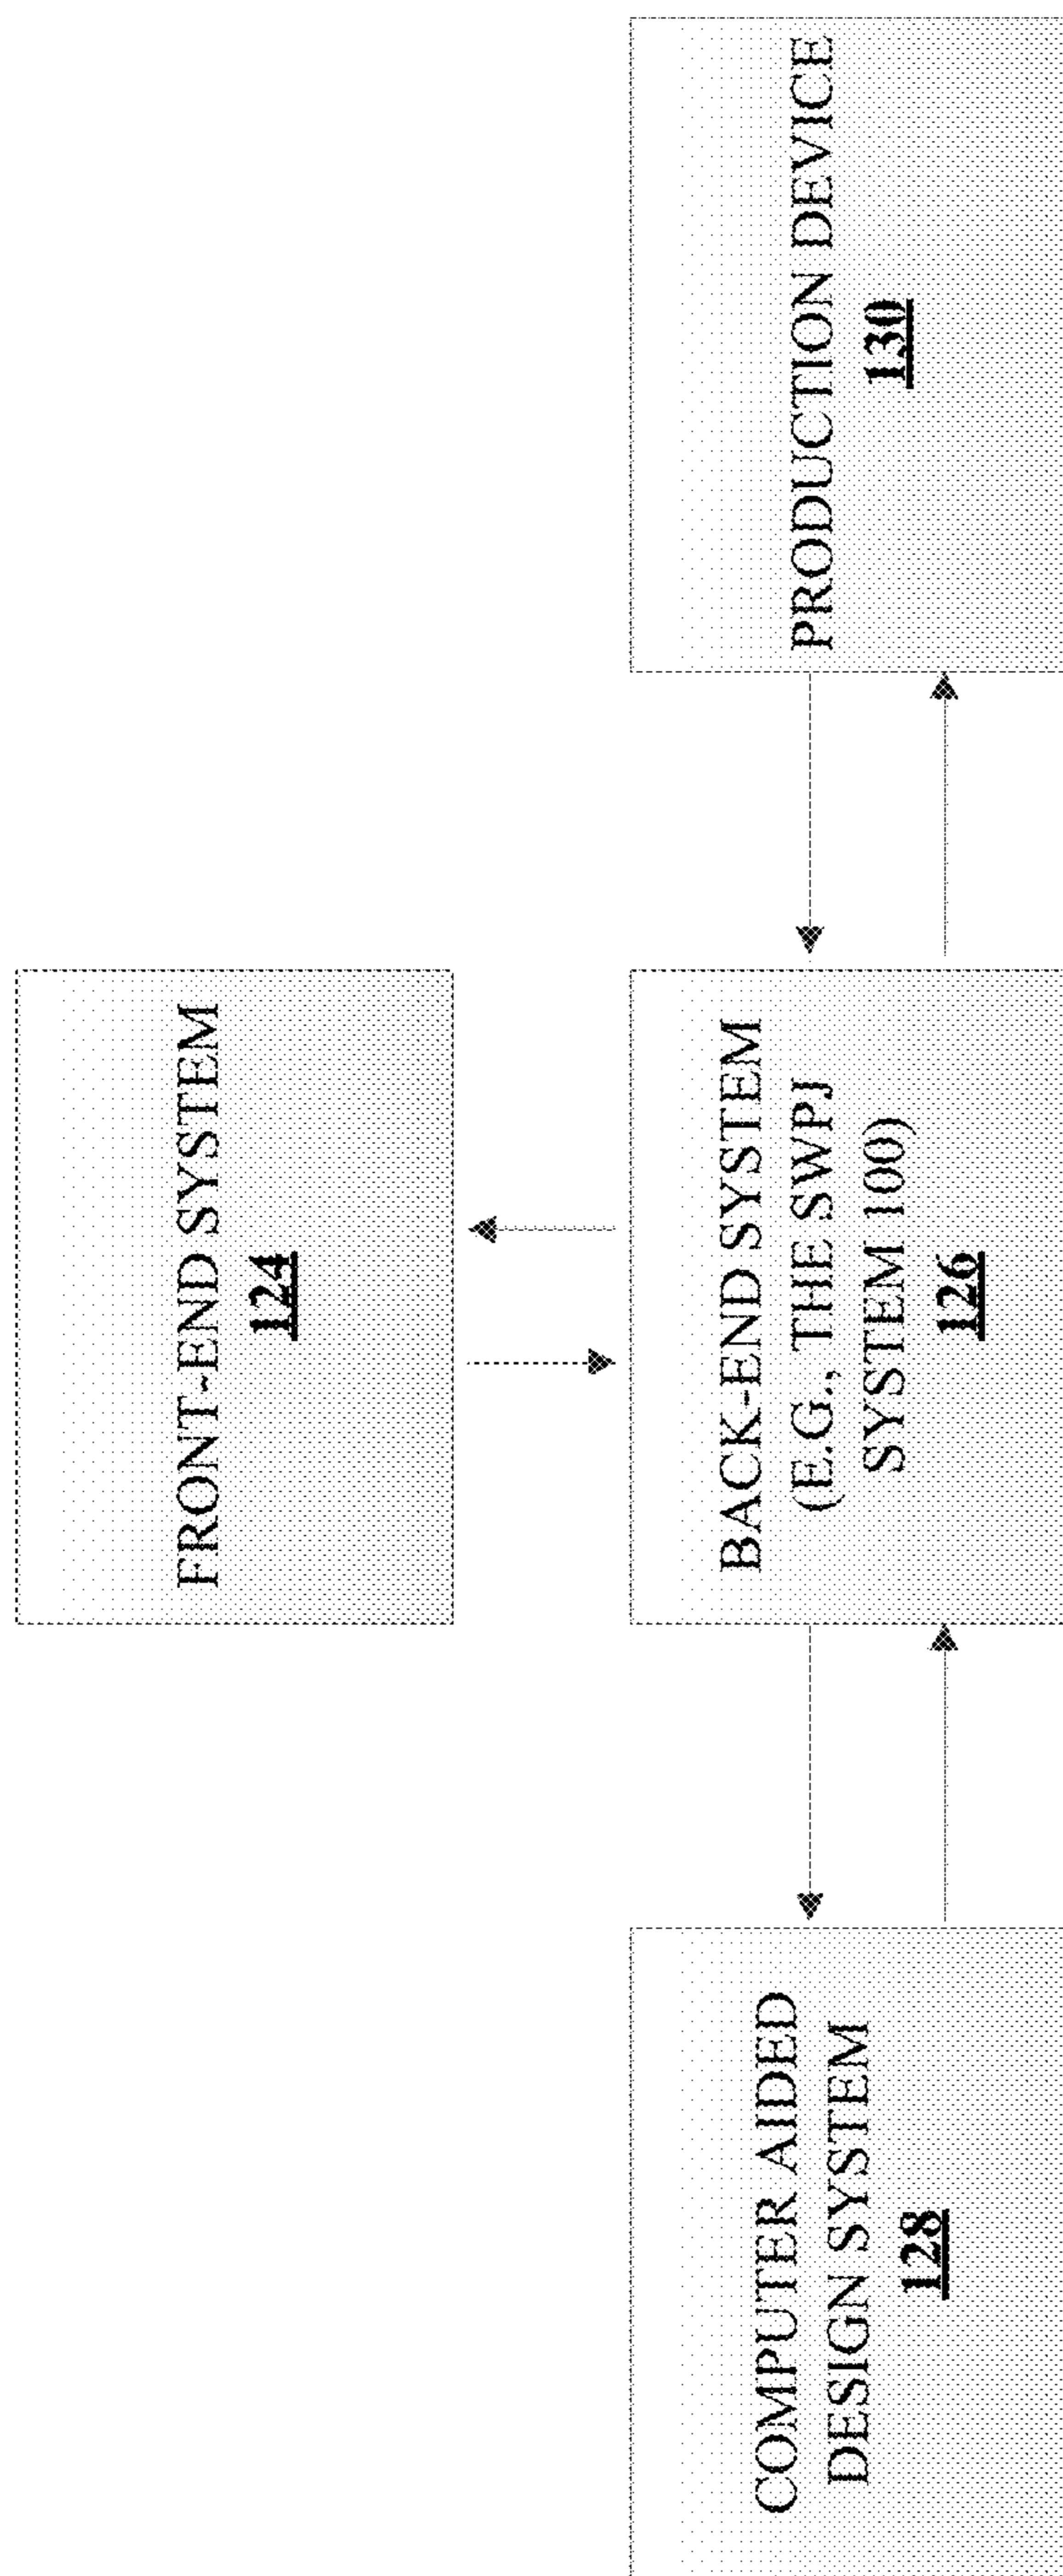 FRONT-END SYSTEM
124
COMPUTER AIDED
DESIGN SYSTEM
128
BACK-END SYSTEM
(E.G., THE SWPJ
SYSTEM 100)
126
PRODUCTION DEVICE
130